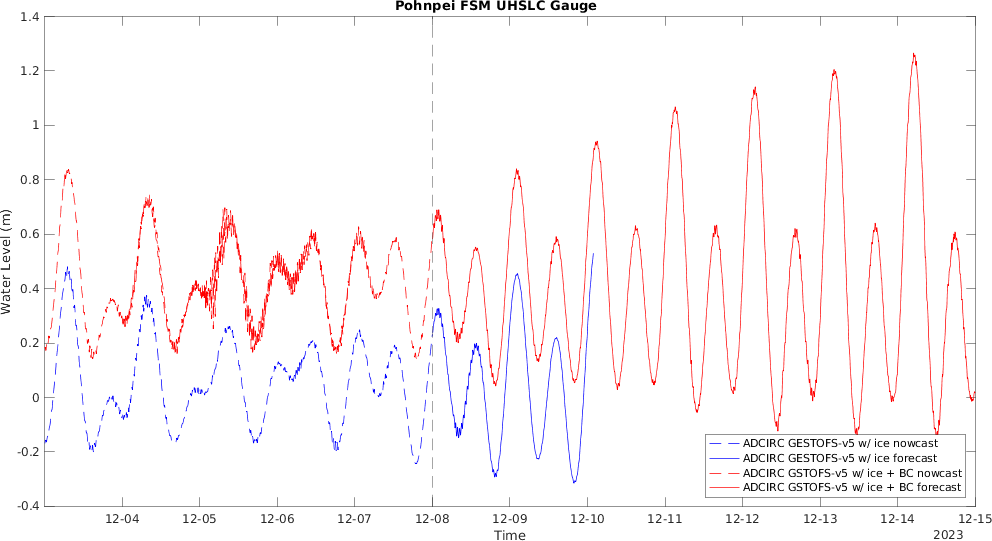 Pohnpei FSM UHSLC Gauge
1.4
1.2
1
0.8
0.6
0.4
0.2
0
-0.2
-0.4
Water Level (m)
12-04 12-05 12-06 12-07 12-08 12-09 12-10 12-11 12-12 12-13 12-14 12-15
Time
2023
ADCIRC GESTOFS-v5 w/ ice nowcast
ADCIRC GESTOFS-v5 w/ ice forecast
ADCIRC GSTOFS-v5 w/ ice + BC nowcast
ADCIRC GSTOFS-v5 w/ ice + BC forecast